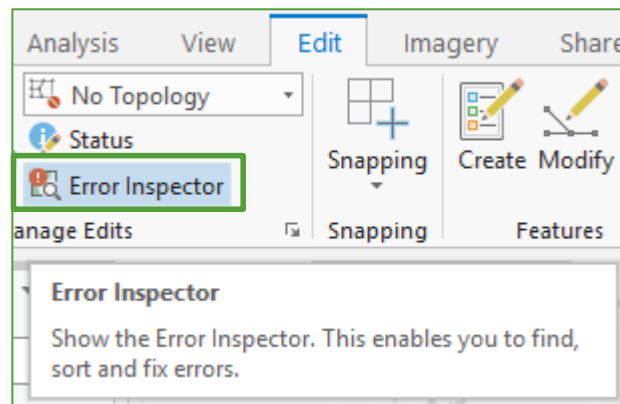 Analysis View Edit Imagery Share
No Topology
Status
Error Inspector
Snapping Create Modify
anage Edits Snapping Features
Error Inspector
Show the Error Inspector. This enables you to find,
sort and fix errors.